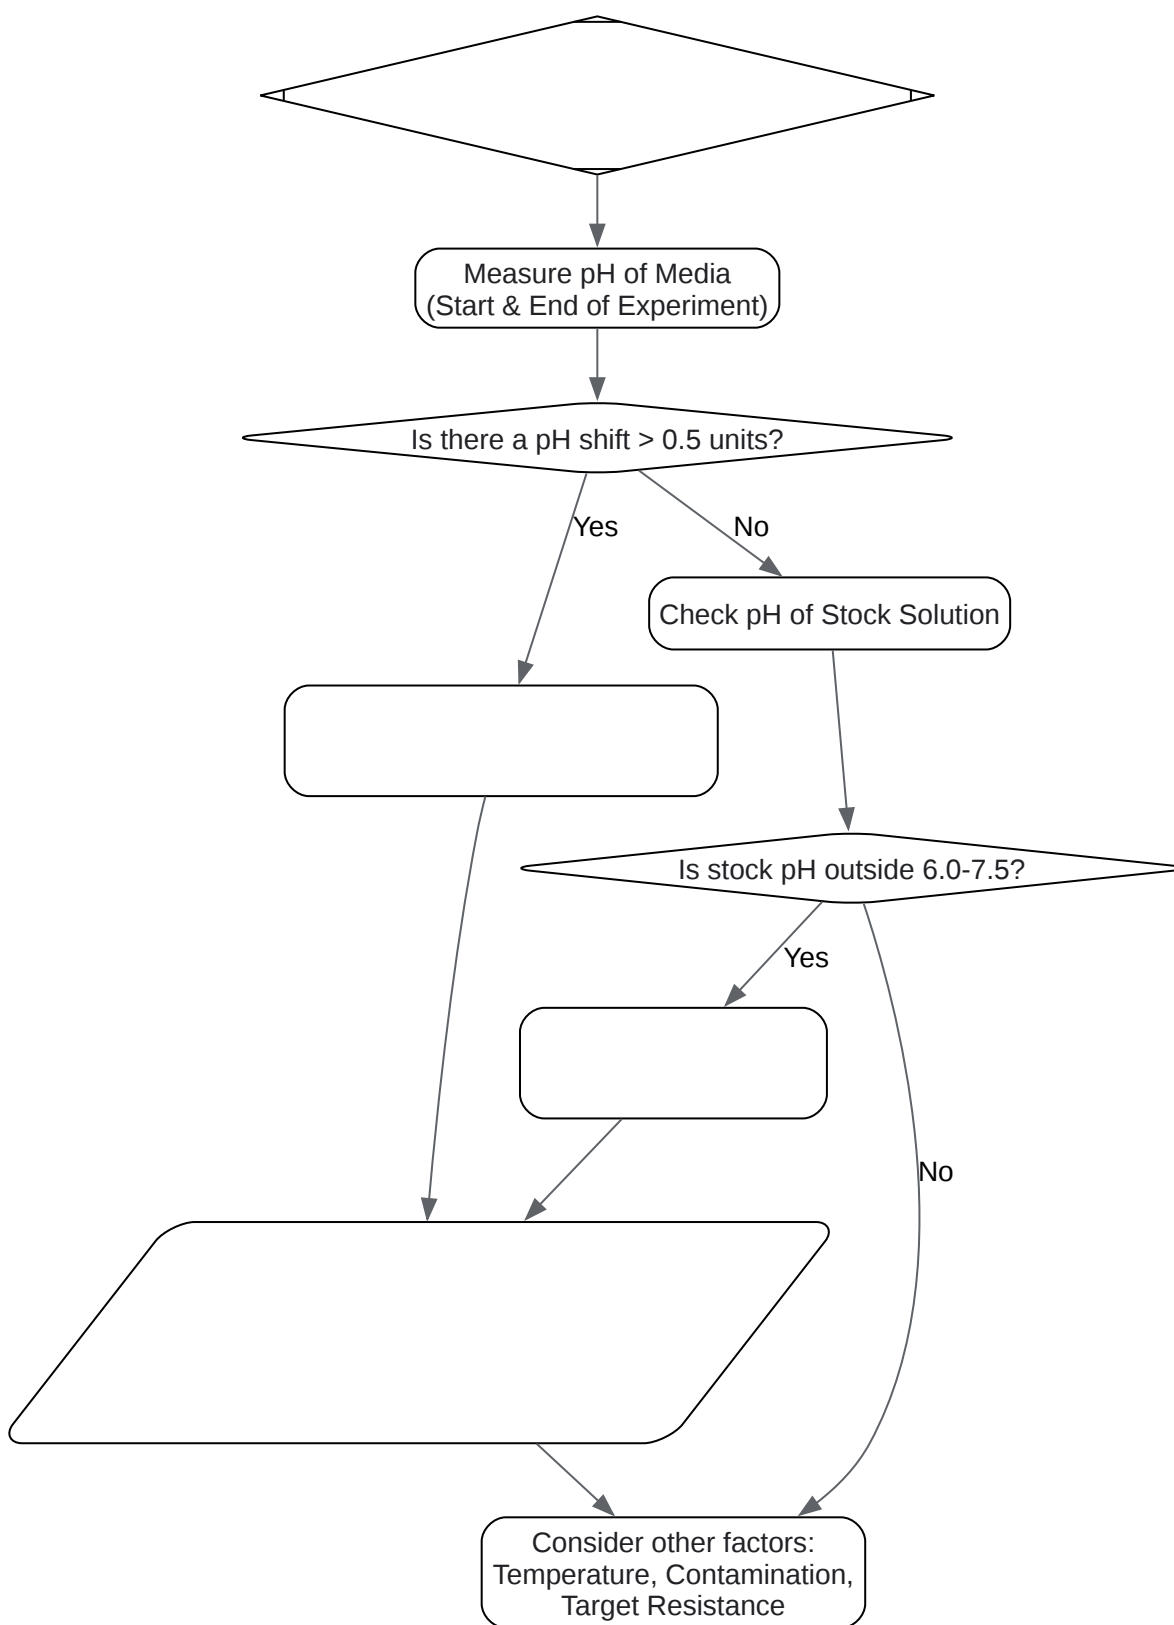 Measure pH of Media
(Start & End of Experiment)
Is there a pH shift > 0.5 units?
Yes
No
Check pH of Stock Solution
Is stock pH outside 6.0-7.5?
Yes
No
Consider other factors:
Temperature, Contamination,
Target Resistance